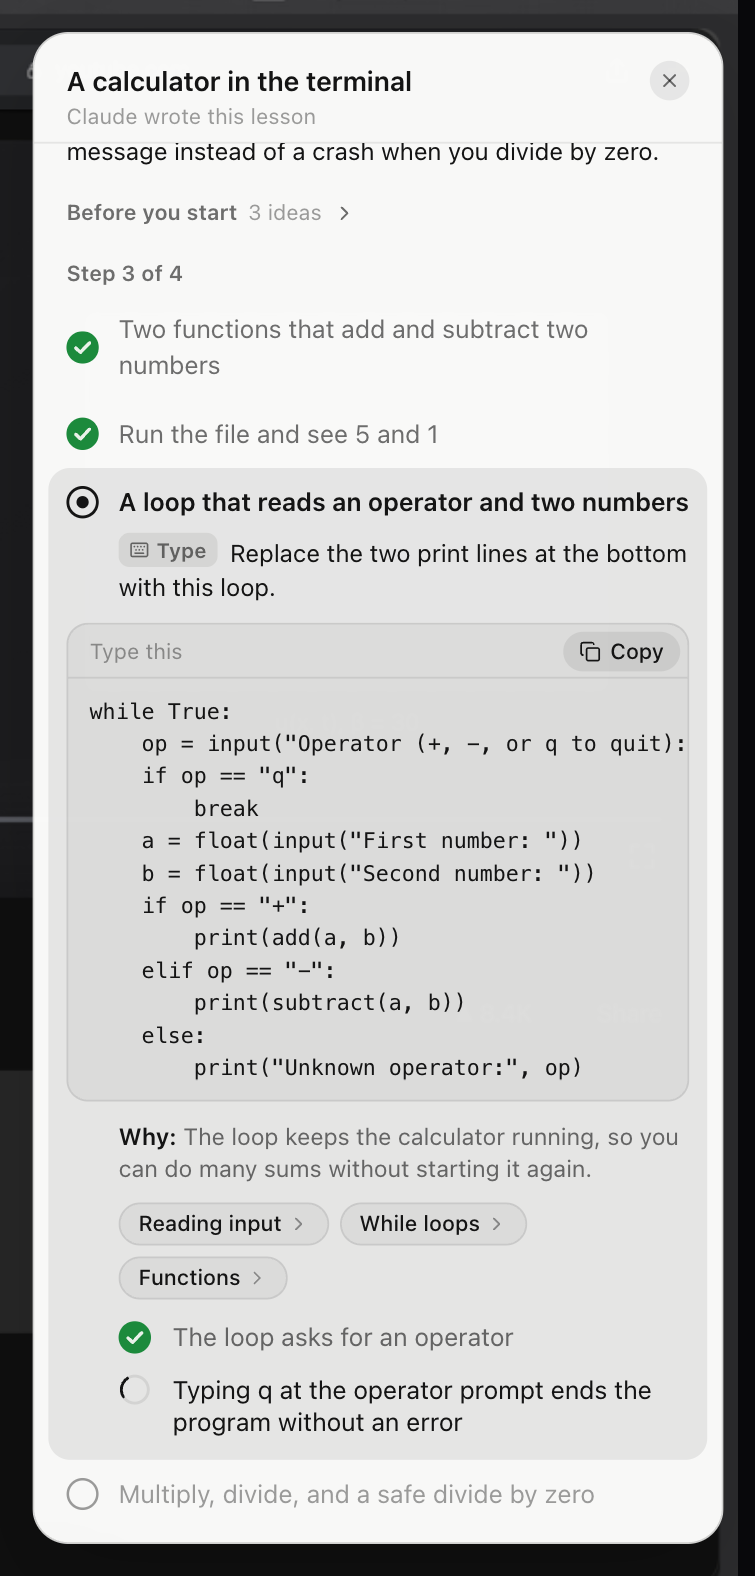 A calculator in the terminal
Claude wrote this lesson
message instead of a crash when you divide by zero.
Before you start 3 ideas
Step 3 of 4
Two functions that add and subtract two
numbers
Run the file and see 5 and 1
A loop that reads an operator and two numbers
Type Replace the two print lines at the bottom
with this loop.
Type this
Copy
while True:
    op = input("Operator (+, −, or q to quit):
    if op == "q":
        break
    a = float(input("First number: "))
    b = float(input("Second number: "))
    if op == "+":
        print(add(a, b))
    elif op == "−":
        print(subtract(a, b))
    else:
        print("Unknown operator:", op)
Why: The loop keeps the calculator running, so you
can do many sums without starting it again.
Reading input
While loops
Functions
The loop asks for an operator
Typing q at the operator prompt ends the
program without an error
Multiply, divide, and a safe divide by zero